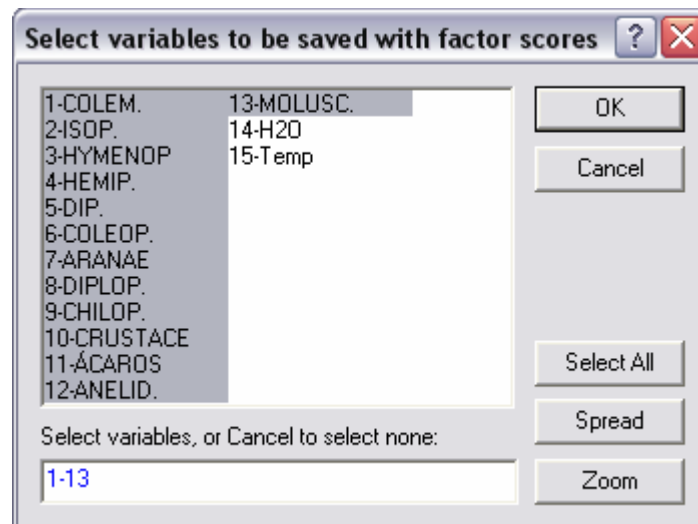 Select variables to be saved with factor scores
1-COLEM.
2-ISOP.
3-HYMENOP
4-HEMIP.
5-DIP.
6-COLEOP.
7-ARANAE
8-DIPLOP.
9-CHILOP.
10-CRUSTACE
11-ÁCAROS
12-ANELID.
13-MOLUSC.
14-H2O
15-Temp
OK
Cancel
Select All
Spread
Zoom
Select variables, or Cancel to select none:
1-13